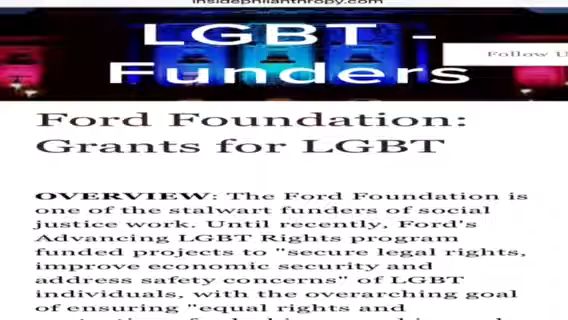 insidephilanthropy.com
LGBT -
Funders
Follow U
Ford Foundation:
Grants for LGBT
OVERVIEW: The Ford Foundation is
one of the stalwart funders of social
justice work. Until recently, Ford's
Advancing LGBT Rights program
funded projects to "secure legal rights,
improve economic security and
address safety concerns" of LGBT
individuals, with the overarching goal
of ensuring "equal rights and